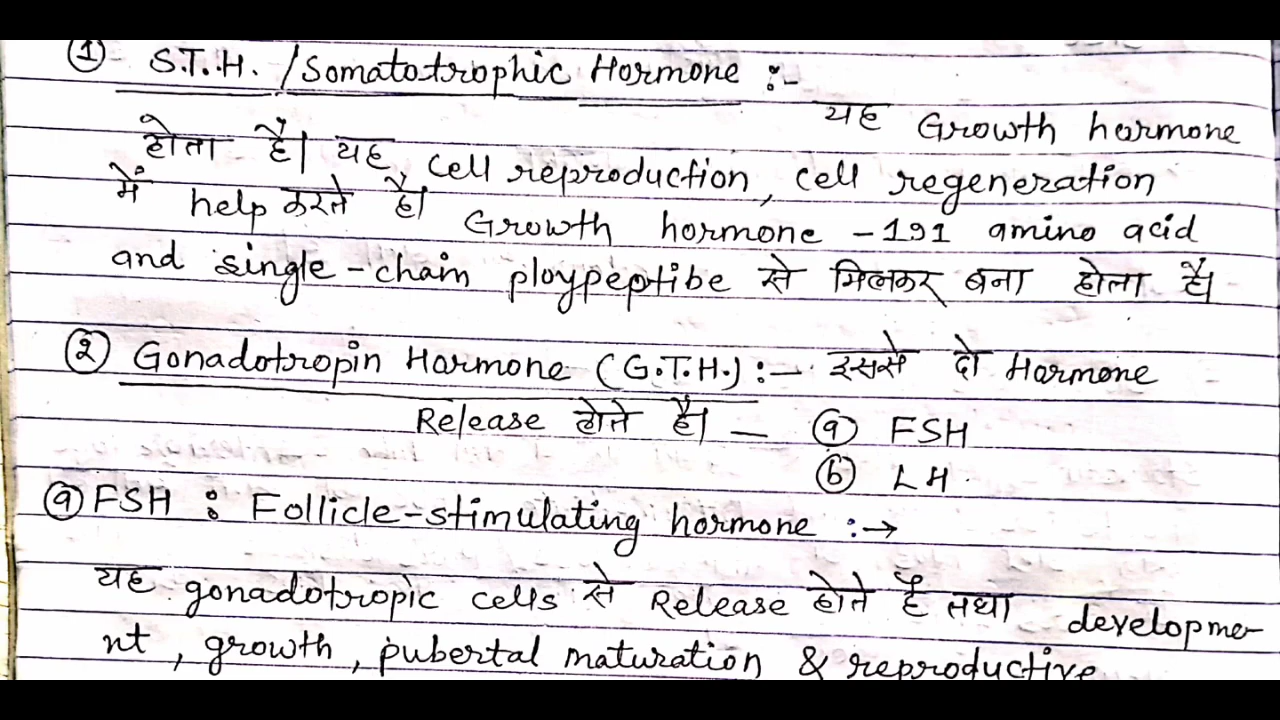 ① S.T.H. /Somatotrophic Hormone :-
यह Growth hormone
होता है। यह cell reproduction, cell regeneration
में help करते है। Growth hormone - 191 amino acid
and single-chain ploypeptibe से मिलकर बना होता है।
② Gonadotropin Hormone (G.T.H.) :- इससे दो Hormone
Release होते है। — ⓐ FSH
ⓑ LH.
ⓐ FSH : Follicle-stimulating hormone :→
यह gonadotropic cells से Release होते है तथा developme-
nt, growth, pubertal maturation & reproductive